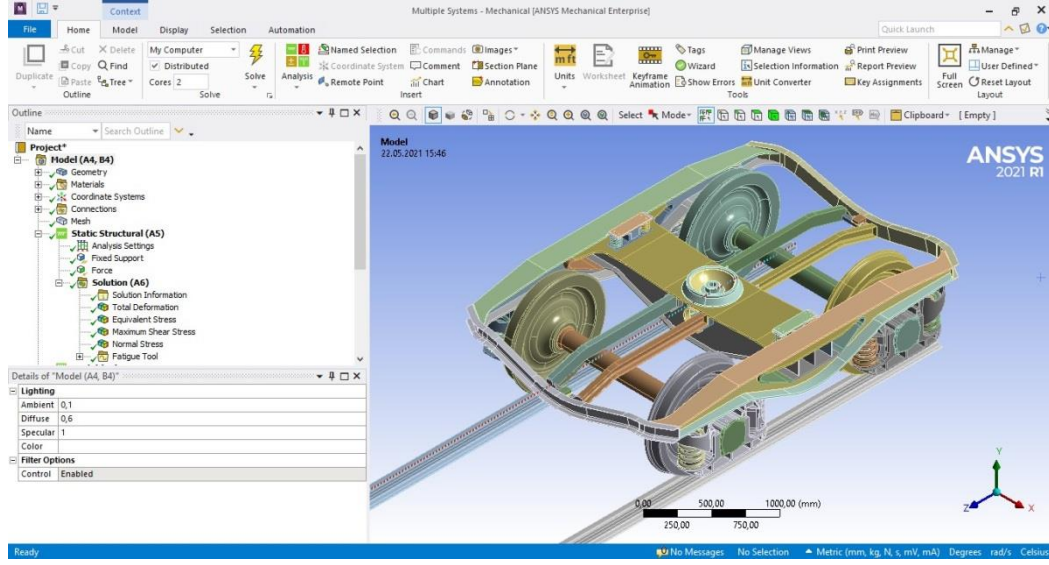 Context
Multiple Systems - Mechanical [ANSYS Mechanical Enterprise]
File Home Model Display Selection Automation
Quick Launch
Duplicate
Cut
Copy
Paste
Delete
Find
Tree
Outline
My Computer
Distributed
Cores 2
Solve
Solve
Analysis
Named Selection
Coordinate System
Remote Point
Commands
Comment
Chart
Images
Section Plane
Annotation
Insert
Units
Worksheet
Keyframe
Animation
Tags
Wizard
Show Errors
Manage Views
Selection Information
Unit Converter
Print Preview
Report Preview
Key Assignments
Tools
Full
Screen
Manage
User Defined
Reset Layout
Layout
Outline
Name Search Outline
Select Mode Clipboard [Empty]
Project*
Model (A4, B4)
Geometry
Materials
Coordinate Systems
Connections
Mesh
Static Structural (A5)
Analysis Settings
Fixed Support
Force
Solution (A6)
Solution Information
Total Deformation
Equivalent Stress
Maximum Shear Stress
Normal Stress
Fatigue Tool
Details of "Model (A4, B4)"
Lighting
Ambient 0,1
Diffuse 0,6
Specular 1
Color
Filter Options
Control Enabled
Model
22.05.2021 15:46
ANSYS
2021 R1
0,00 500,00 1000,00 (mm)
250,00 750,00
Y
Z
X
Ready
No Messages No Selection Metric (mm, kg, N, s, mV, mA) Degrees rad/s Celsius